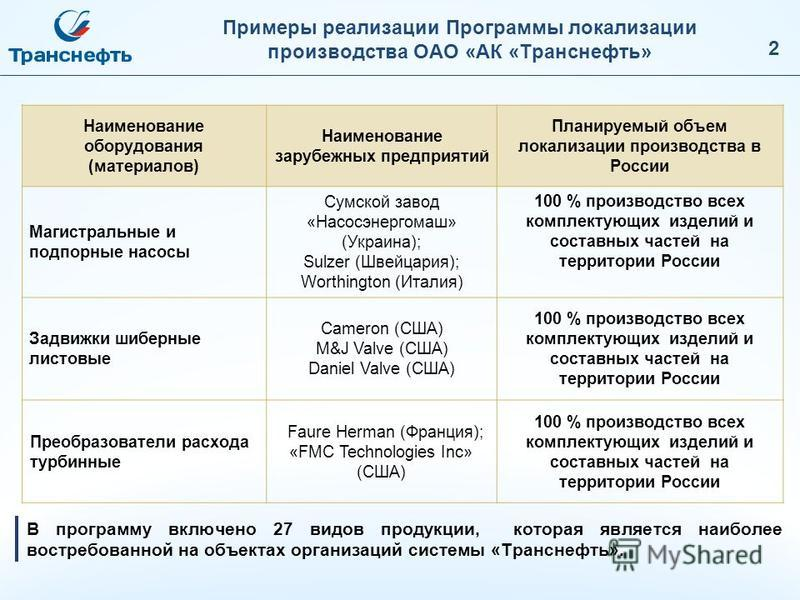 Транснефть
Примеры реализации Программы локализации
производства ОАО «АК «Транснефть»
2
Наименование
оборудования
(материалов)
Наименование
зарубежных предприятий
Планируемый объем
локализации производства в
России
Магистральные и
подпорные насосы
Сумской завод
«Насосэнергомаш»
(Украина);
Sulzer (Швейцария);
Worthington (Италия)
100 % производство всех
комплектующих изделий и
составных частей на
территории России
Задвижки шиберные
листовые
Cameron (США)
M&J Valve (США)
Daniel Valve (США)
100 % производство всех
комплектующих изделий и
составных частей на
территории России
Преобразователи расхода
турбинные
Faure Herman (Франция);
«FMC Technologies Inc»
(США)
100 % производство всех
комплектующих изделий и
составных частей на
территории России
В программу включено 27 видов продукции, которая является наиболее
востребованной на объектах организаций системы «Транснефть».
MyShared